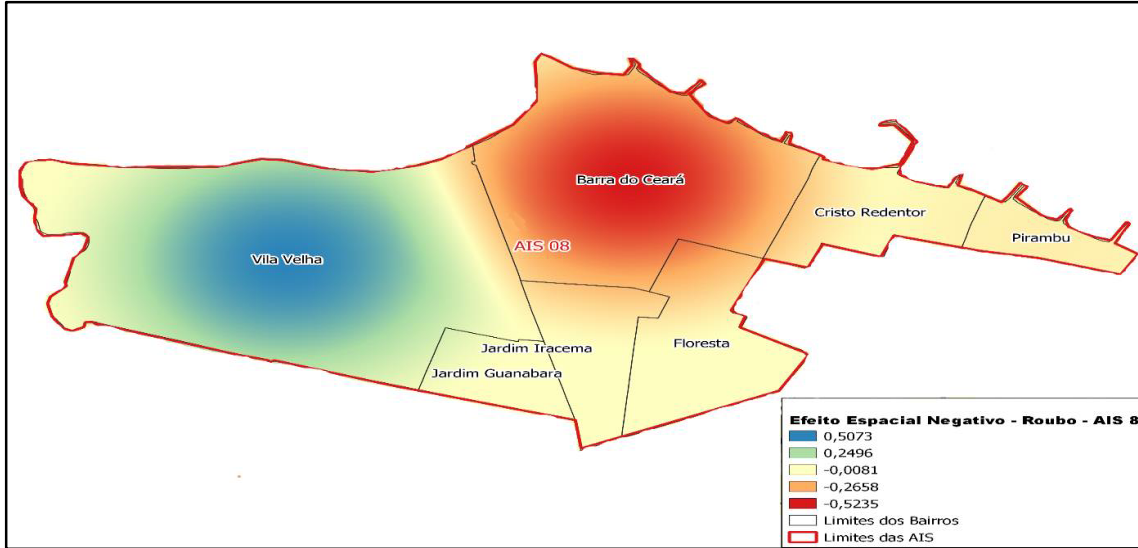 Barra do Ceará
Cristo Redentor
Pirambu
AIS 08
Vila Velha
Floresta
Jardim Iracema
Jardim Guanabara
Efeito Espacial Negativo - Roubo - AIS 8
0,5073
0,2496
-0,0081
-0,2658
-0,5235
Limites dos Bairros
Limites das AIS